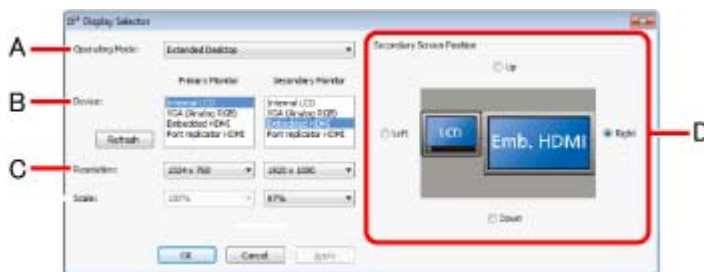 Display Selector
A
Operating Mode: Extended Desktop
Secondary Screen Position
Up
Primary Monitor Secondary Monitor
B
Device:
Internal LCD Internal LCD
VGA (Analog RGB) VGA (Analog RGB)
Embedded HDMI Embedded HDMI
Port replicator HDMI Port replicator HDMI
Refresh
Left
LCD
Emb. HDMI
Right
D
C
Resolution: 1024 x 768 1920 x 1080
Scale: 100% 97%
Down
OK Cancel Apply